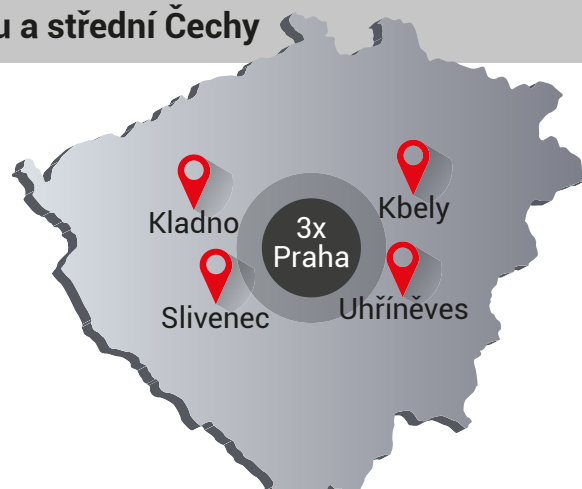 u a střední Čechy
Kladno
Kbely
3x
Praha
Slivenec
Uhříněves